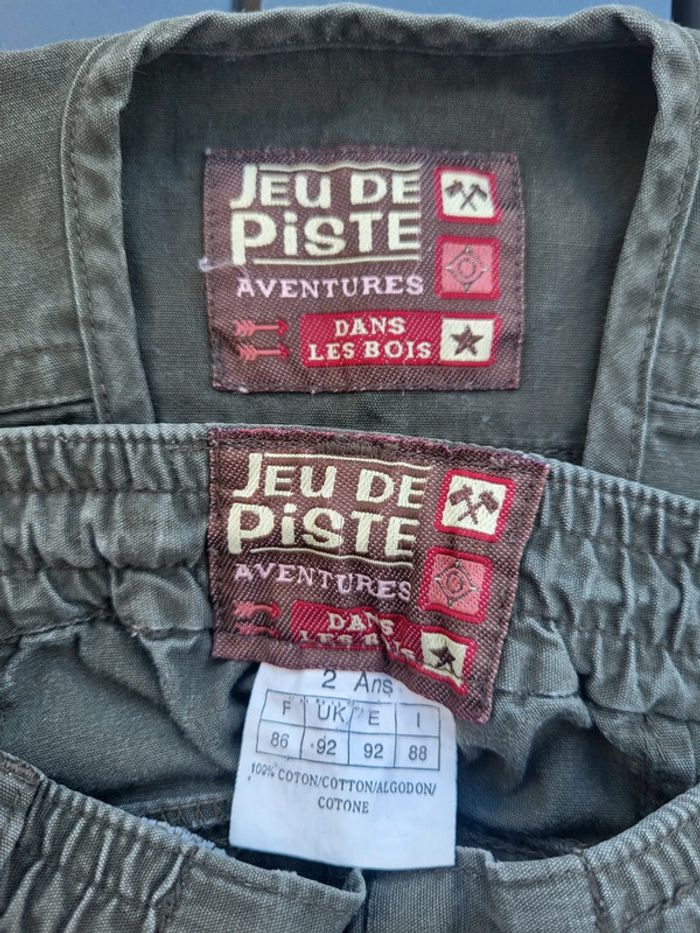 JEU DE
PiSTE
AVENTURES
DANS
LES BOIS
JEU DE
PiSTE
AVENTURES
DANS
LES BOIS
2 Ans
F UK E I
86 92 92 88
100% COTON/COTTON/ALGODON/
COTONE